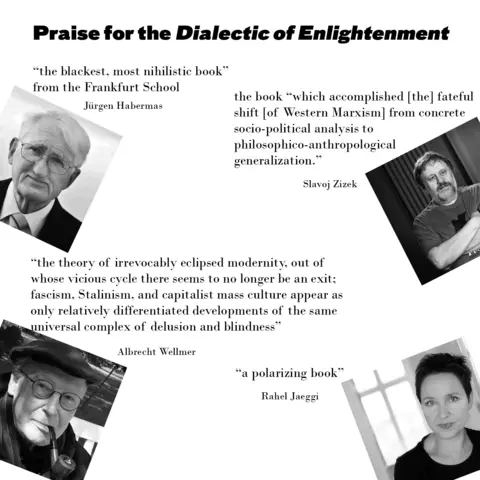 Praise for the Dialectic of Enlightenment
“the blackest, most nihilistic book”
from the Frankfurt School
Jürgen Habermas
the book “which accomplished [the] fateful
shift [of Western Marxism] from concrete
socio-political analysis to
philosophico-anthropological
generalization.”
Slavoj Zizek
“the theory of irrevocably eclipsed modernity, out of
whose vicious cycle there seems to no longer be an exit;
fascism, Stalinism, and capitalist mass culture appear as
only relatively differentiated developments of the same
universal complex of delusion and blindness”
Albrecht Wellmer
“a polarizing book”
Rahel Jaeggi